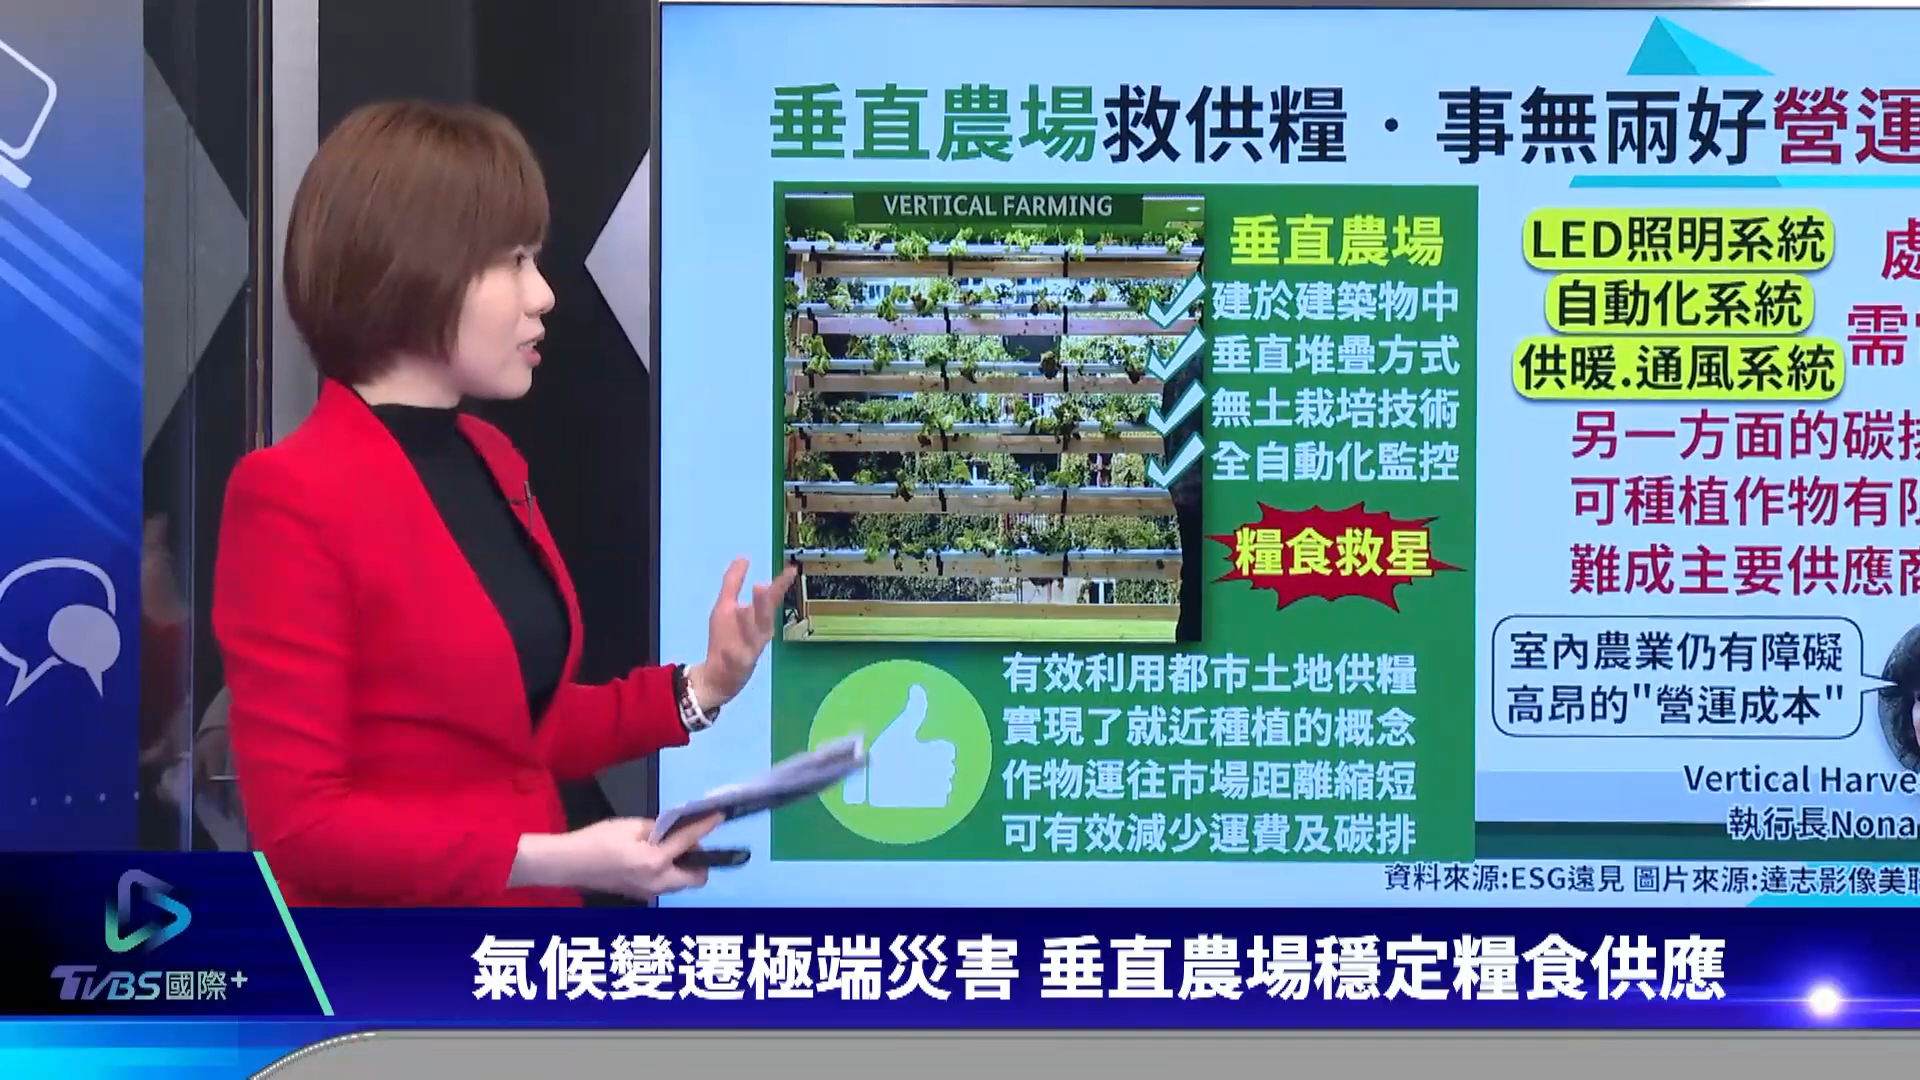 垂直農場救供糧．事無兩好營運
VERTICAL FARMING
垂直農場
建於建築物中
垂直堆疊方式
無土栽培技術
全自動化監控
糧食救星
有效利用都市土地供糧
實現了就近種植的概念
作物運往市場距離縮短
可有效減少運費及碳排
LED照明系統
自動化系統
供暖.通風系統
需
另一方面的碳排
可種植作物有限
難成主要供應商
室內農業仍有障礙
高昂的"營運成本"
Vertical Harve
執行長Nona
資料來源:ESG遠見 圖片來源:達志影像美聯
氣候變遷極端災害 垂直農場穩定糧食供應
TVBS國際+